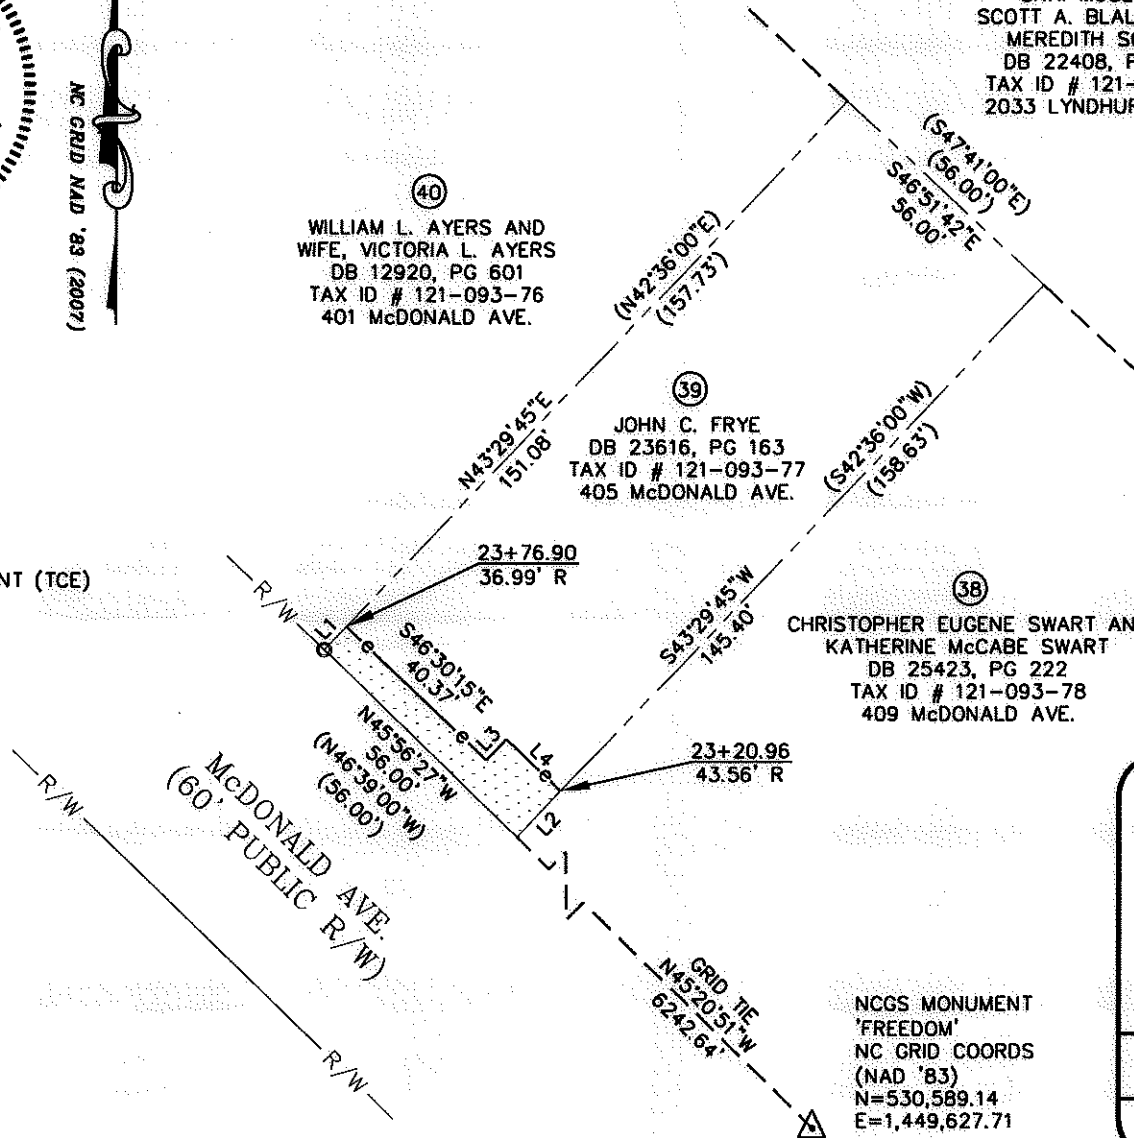 SCOTT A. BLAL
MEREDITH S
DB 22408, P
TAX ID # 121-
2033 LYNDHUR
NC GRID NAD '83 (2007)
40
WILLIAM L. AYERS AND
WIFE, VICTORIA L. AYERS
DB 12920, PG 601
TAX ID # 121-093-76
401 McDONALD AVE.
(S47°41'00"E)
(56.00')
S46°51'42"E
56.00'
(N42°36'00"E)
(157.73')
N43°29'45"E
151.08'
39
JOHN C. FRYE
DB 23616, PG 163
TAX ID # 121-093-77
405 McDONALD AVE.
(S42°36'00"W)
(158.63')
S43°29'45"W
145.40'
NT (TCE)
23+76.90
36.99' R
38
CHRISTOPHER EUGENE SWART AN
KATHERINE McCABE SWART
DB 25423, PG 222
TAX ID # 121-093-78
409 McDONALD AVE.
R/W
L1
e
S46°30'15"E
40.37'
e
L3
L4
e
L2
N45°56'27"W
56.00'
(N46°39'00"W)
(56.00')
23+20.96
43.56' R
R/W
McDONALD AVE.
(60' PUBLIC R/W)
R/W
GRID TIE
N45°20'51"W
6242.64'
NCGS MONUMENT
'FREEDOM'
NC GRID COORDS
(NAD '83)
N=530,589.14
E=1,449,627.71